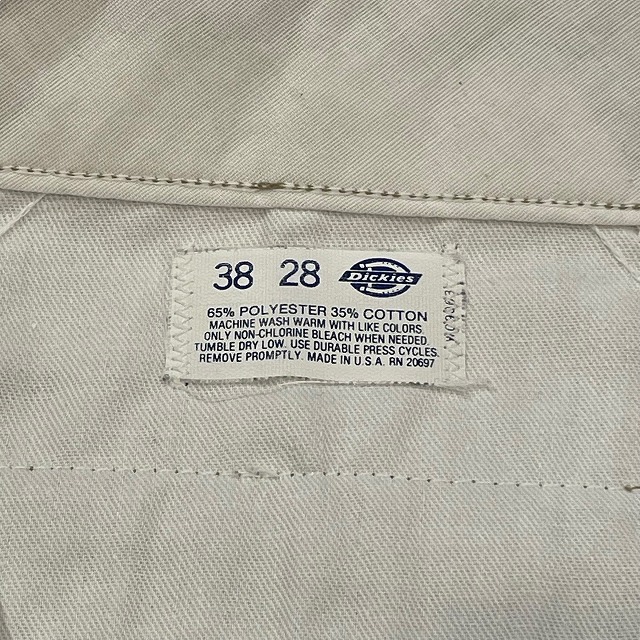 38 28 Dickies
65% POLYESTER 35% COTTON
MACHINE WASH WARM WITH LIKE COLORS.
ONLY NON-CHLORINE BLEACH WHEN NEEDED.
TUMBLE DRY LOW. USE DURABLE PRESS CYCLES.
REMOVE PROMPTLY. MADE IN U.S.A. RN 20697